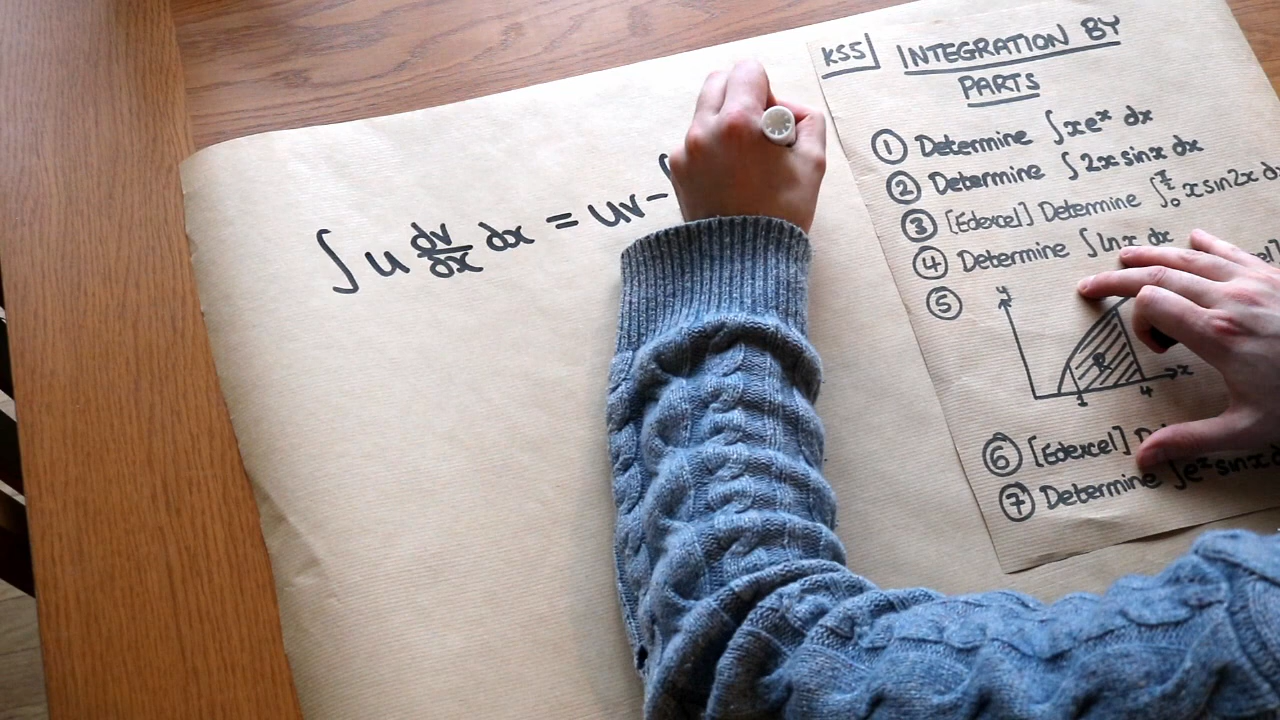 ∫ u dv/dx dx = uv - ∫
KS5
INTEGRATION BY
PARTS
① Determine ∫xeˣ dx
② Determine ∫2x sinx dx
③ [Edexcel] Determine ∫₀^(π/2) x sin2x dx
④ Determine ∫lnx dx
⑤
y
R
x
1
4
⑥ [Edexcel]
⑦ Determine ∫eˣ sinx